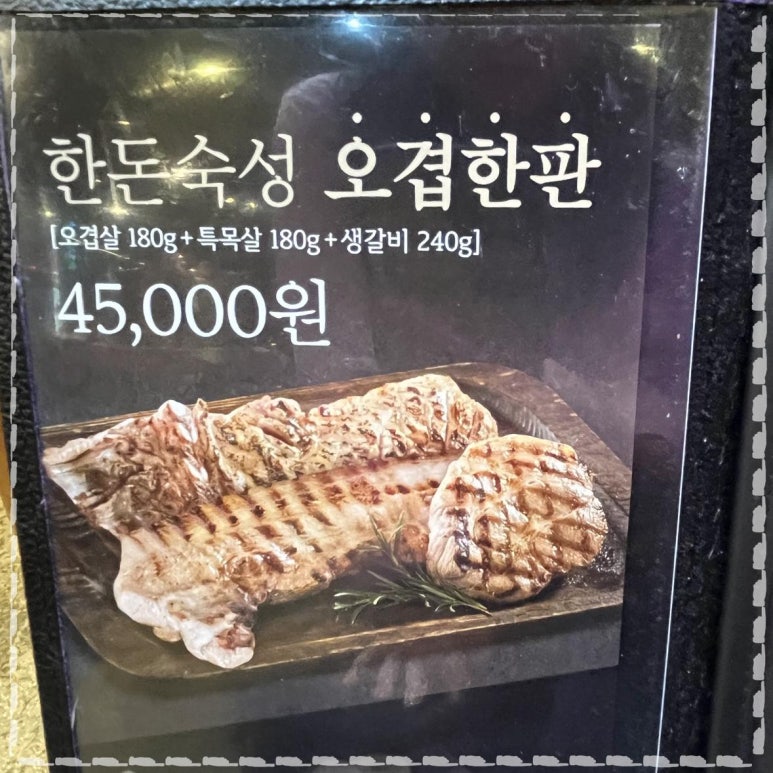 한돈숙성 오겹한판
[오겹살 180g+특목살 180g+생갈비 240g]
45,000원